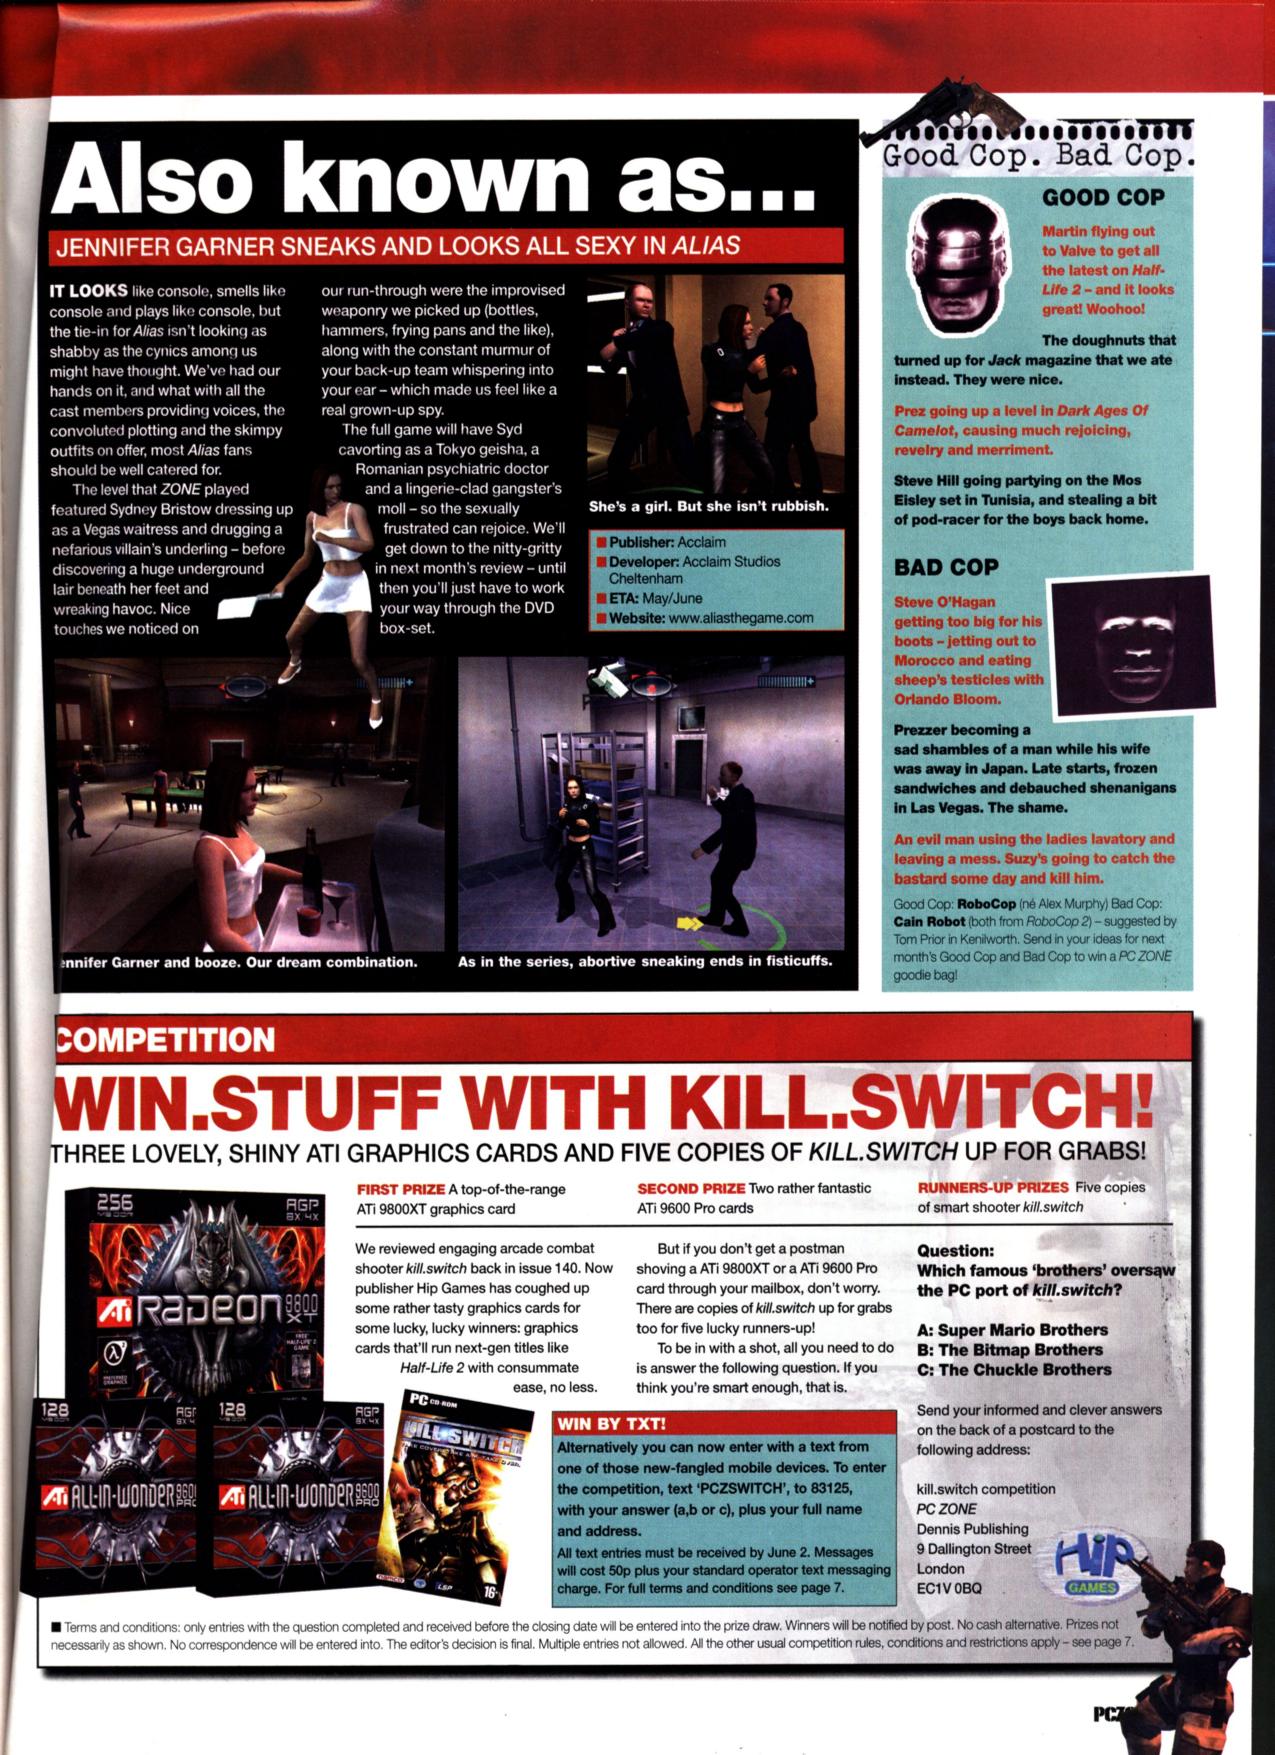 Also known as...
JENNIFER GARNER SNEAKS AND LOOKS ALL SEXY IN ALIAS
IT LOOKS like console, smells like
console and plays like console, but
the tie-in for Alias isn't looking as
shabby as the cynics among us
might have thought. We've had our
hands on it, and what with all the
cast members providing voices, the
convoluted plotting and the skimpy
outfits on offer, most Alias fans
should be well catered for.
The level that ZONE played
featured Sydney Bristow dressing up
as a Vegas waitress and drugging a
nefarious villain's underling – before
discovering a huge underground
lair beneath her feet and
wreaking havoc. Nice
touches we noticed on
our run-through were the improvised
weaponry we picked up (bottles,
hammers, frying pans and the like),
along with the constant murmur of
your back-up team whispering into
your ear – which made us feel like a
real grown-up spy.
The full game will have Syd
cavorting as a Tokyo geisha, a
Romanian psychiatric doctor
and a lingerie-clad gangster's
moll – so the sexually
frustrated can rejoice. We'll
get down to the nitty-gritty
in next month's review – until
then you'll just have to work
your way through the DVD
box-set.
She's a girl. But she isn't rubbish.
■ Publisher: Acclaim
■ Developer: Acclaim Studios
Cheltenham
■ ETA: May/June
■ Website: www.aliasthegame.com
ennifer Garner and booze. Our dream combination.
As in the series, abortive sneaking ends in fisticuffs.
Good Cop. Bad Cop.
GOOD COP
Martin flying out
to Valve to get all
the latest on Half-
Life 2 – and it looks
great! Woohoo!
The doughnuts that
turned up for Jack magazine that we ate
instead. They were nice.
Prez going up a level in Dark Ages Of
Camelot, causing much rejoicing,
revelry and merriment.
Steve Hill going partying on the Mos
Eisley set in Tunisia, and stealing a bit
of pod-racer for the boys back home.
BAD COP
Steve O'Hagan
getting too big for his
boots – jetting out to
Morocco and eating
sheep's testicles with
Orlando Bloom.
Prezzer becoming a
sad shambles of a man while his wife
was away in Japan. Late starts, frozen
sandwiches and debauched shenanigans
in Las Vegas. The shame.
An evil man using the ladies lavatory and
leaving a mess. Suzy's going to catch the
bastard some day and kill him.
Good Cop: RoboCop (né Alex Murphy) Bad Cop:
Cain Robot (both from RoboCop 2) – suggested by
Tom Prior in Kenilworth. Send in your ideas for next
month's Good Cop and Bad Cop to win a PC ZONE
goodie bag!
COMPETITION
WIN.STUFF WITH KILL.SWITCH!
THREE LOVELY, SHINY ATI GRAPHICS CARDS AND FIVE COPIES OF KILL.SWITCH UP FOR GRABS!
FIRST PRIZE A top-of-the-range
ATi 9800XT graphics card
SECOND PRIZE Two rather fantastic
ATi 9600 Pro cards
RUNNERS-UP PRIZES Five copies
of smart shooter kill.switch
We reviewed engaging arcade combat
shooter kill.switch back in issue 140. Now
publisher Hip Games has coughed up
some rather tasty graphics cards for
some lucky, lucky winners: graphics
cards that'll run next-gen titles like
Half-Life 2 with consummate
ease, no less.
But if you don't get a postman
shoving a ATi 9800XT or a ATi 9600 Pro
card through your mailbox, don't worry.
There are copies of kill.switch up for grabs
too for five lucky runners-up!
To be in with a shot, all you need to do
is answer the following question. If you
think you're smart enough, that is.
Question:
Which famous 'brothers' oversaw
the PC port of kill.switch?
A: Super Mario Brothers
B: The Bitmap Brothers
C: The Chuckle Brothers
Send your informed and clever answers
on the back of a postcard to the
following address:
kill.switch competition
PC ZONE
Dennis Publishing
9 Dallington Street
London
EC1V 0BQ
WIN BY TXT!
Alternatively you can now enter with a text from
one of those new-fangled mobile devices. To enter
the competition, text 'PCZSWITCH', to 83125,
with your answer (a,b or c), plus your full name
and address.
All text entries must be received by June 2. Messages
will cost 50p plus your standard operator text messaging
charge. For full terms and conditions see page 7.
256
AGP
8X 4X
ATi RADEON 9800
XT
FREE
HALF-LIFE 2
GAME
128
AGP
8X 4X
ATi ALL-IN-WONDER 9600
PRO
128
AGP
8X 4X
ATi ALL-IN-WONDER 9600
PRO
PC CD-ROM
KILL.SWITCH
namco
LSP
16+
Hip
GAMES
■ Terms and conditions: only entries with the question completed and received before the closing date will be entered into the prize draw. Winners will be notified by post. No cash alternative. Prizes not
necessarily as shown. No correspondence will be entered into. The editor's decision is final. Multiple entries not allowed. All the other usual competition rules, conditions and restrictions apply – see page 7.
PCZ